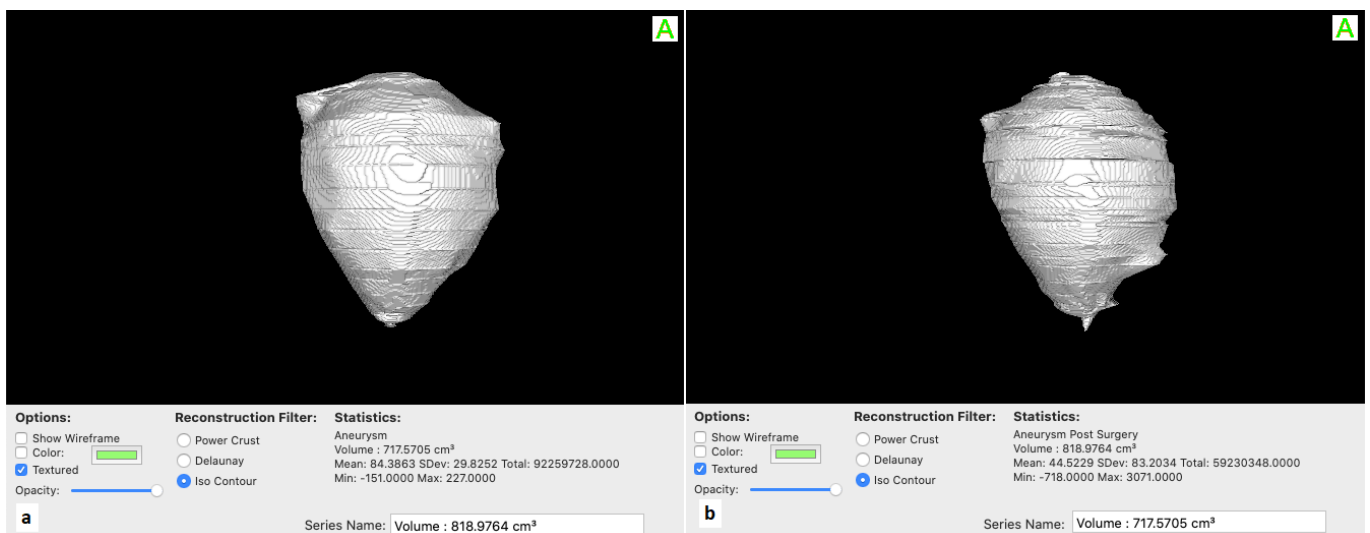 A
Options:
Show Wireframe
Color:
Textured
Opacity:
Reconstruction Filter:
Power Crust
Delaunay
Iso Contour
Statistics:
Aneurysm
Volume : 717.5705 cm³
Mean: 84.3863 SDev: 29.8252 Total: 92259728.0000
Min: -151.0000 Max: 227.0000
a
Series Name: Volume : 818.9764 cm³
A
Options:
Show Wireframe
Color:
Textured
Opacity:
Reconstruction Filter:
Power Crust
Delaunay
Iso Contour
Statistics:
Aneurysm Post Surgery
Volume : 818.9764 cm³
Mean: 44.5229 SDev: 83.2034 Total: 59230348.0000
Min: -718.0000 Max: 3071.0000
b
Series Name: Volume : 717.5705 cm³